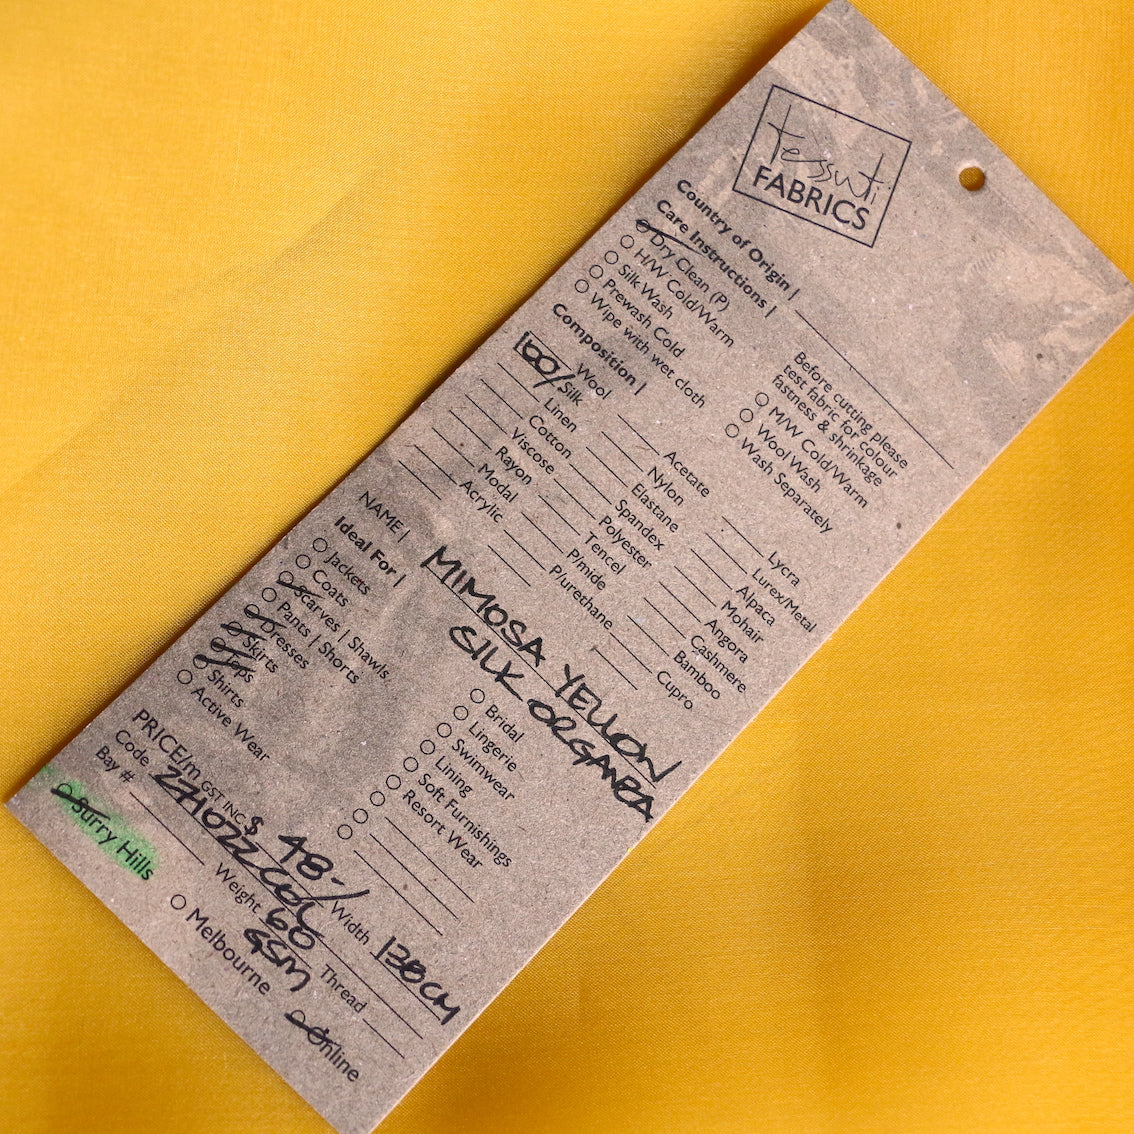 tessuti
FABRICS
Country of Origin |
Care Instructions |
Dry Clean (P)
H/W Cold/Warm
Silk Wash
Prewash Cold
Wipe with wet cloth
Before cutting please
test fabric for colour
fastness & shrinkage
M/W Cold/Warm
Wool Wash
Wash Separately
Composition |
Wool
100/ Silk
Linen
Cotton
Viscose
Rayon
Modal
Acrylic
Acetate
Nylon
Elastane
Spandex
Polyester
Tencel
P/mide
P/urethane
Lycra
Lurex/Metal
Alpaca
Mohair
Angora
Cashmere
Bamboo
Cupro
NAME | MIMOSA YELLOW
SILK ORGANZA
Ideal For |
Jackets
Coats
Scarves | Shawls
Pants | Shorts
Dresses
Skirts
Tops
Shirts
Active Wear
Bridal
Lingerie
Swimwear
Lining
Soft Furnishings
Resort Wear
PRICE/m GST INC. $ 48-/ Width 138CM
Code
Bay # Weight 60 GSM Thread
Surry Hills
Melbourne
Online